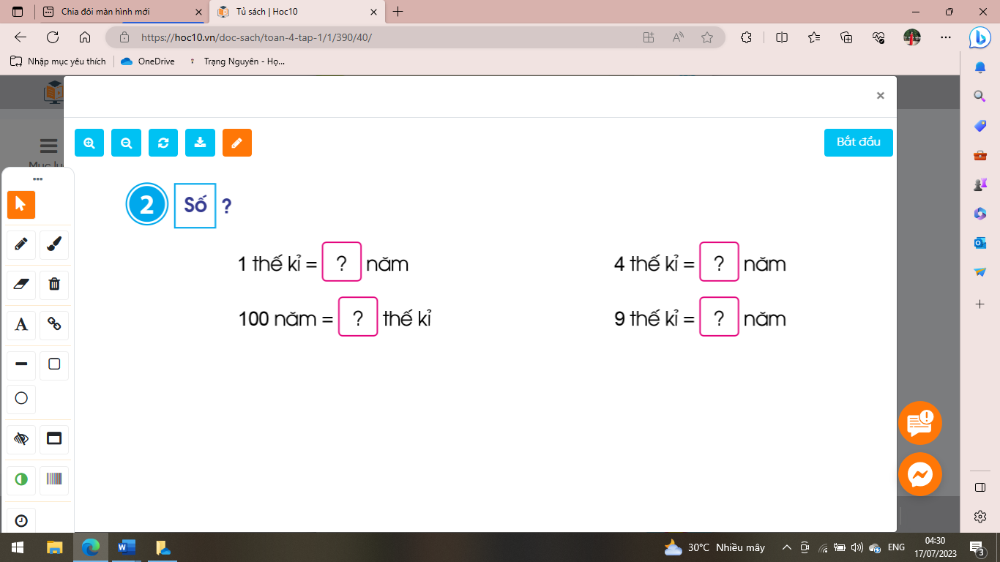 Chia đôi màn hình mới
Tủ sách | Hoc10
https://hoc10.vn/doc-sach/toan-4-tap-1/1/390/40/
Nhập mục yêu thích
OneDrive
Trạng Nguyên - Họ...
×
Bắt đầu
2 Số ?
1 thế kỉ = ? năm
4 thế kỉ = ? năm
100 năm = ? thế kỉ
9 thế kỉ = ? năm
A
30°C Nhiều mây
ENG
04:30
17/07/2023
3